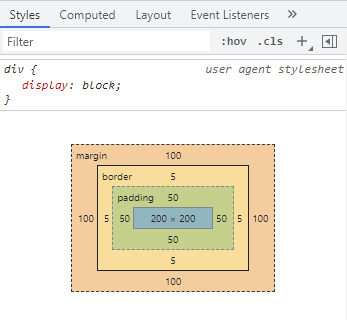 Styles Computed Layout Event Listeners »
Filter :hov .cls +
div { user agent stylesheet
display: block;
}
margin 100
border 5
padding 50
100 5 50 200 × 200 50 5 100
50
5
100